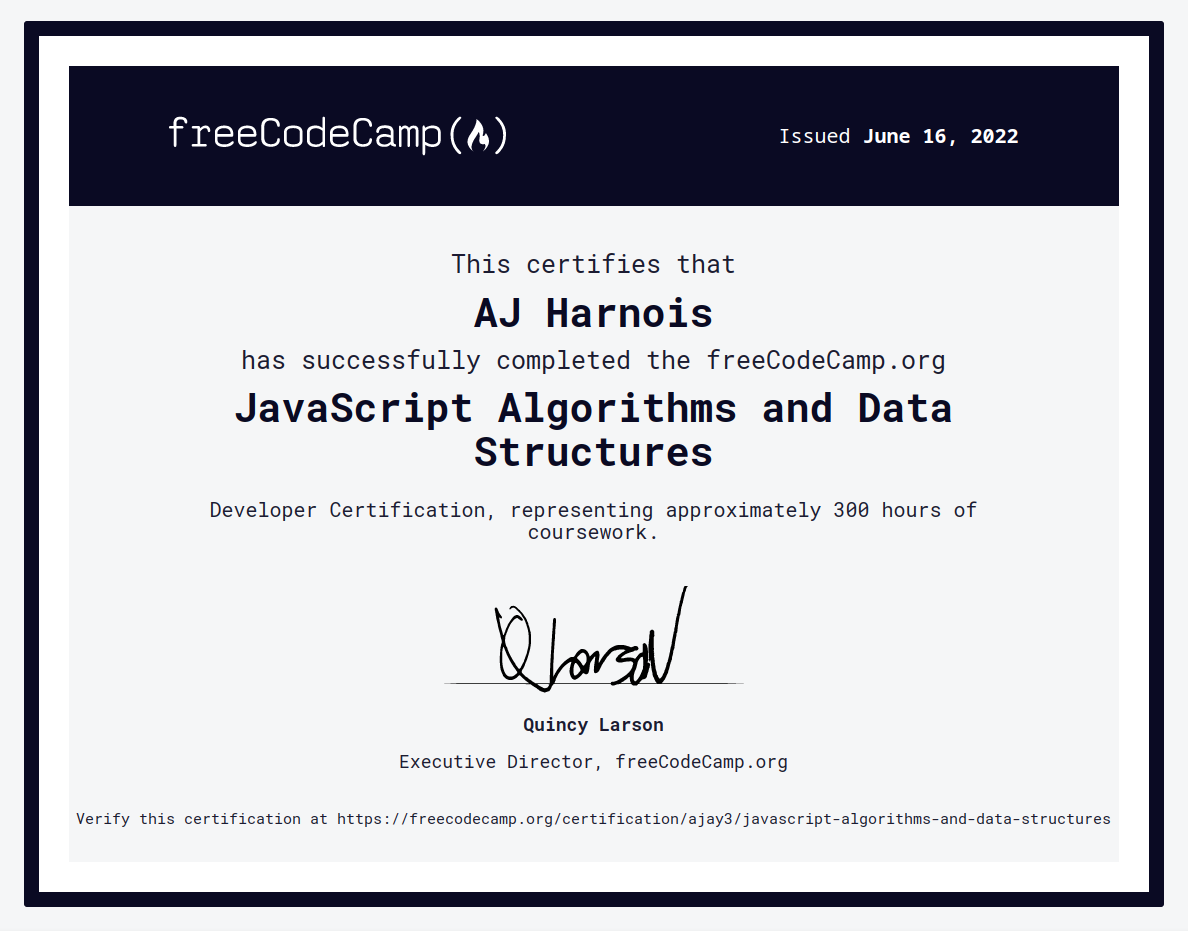 freeCodeCamp(🔥)
Issued June 16, 2022
This certifies that
AJ Harnois
has successfully completed the freeCodeCamp.org
JavaScript Algorithms and Data
Structures
Developer Certification, representing approximately 300 hours of
coursework.
Q Larson
Quincy Larson
Executive Director, freeCodeCamp.org
Verify this certification at https://freecodecamp.org/certification/ajay3/javascript-algorithms-and-data-structures